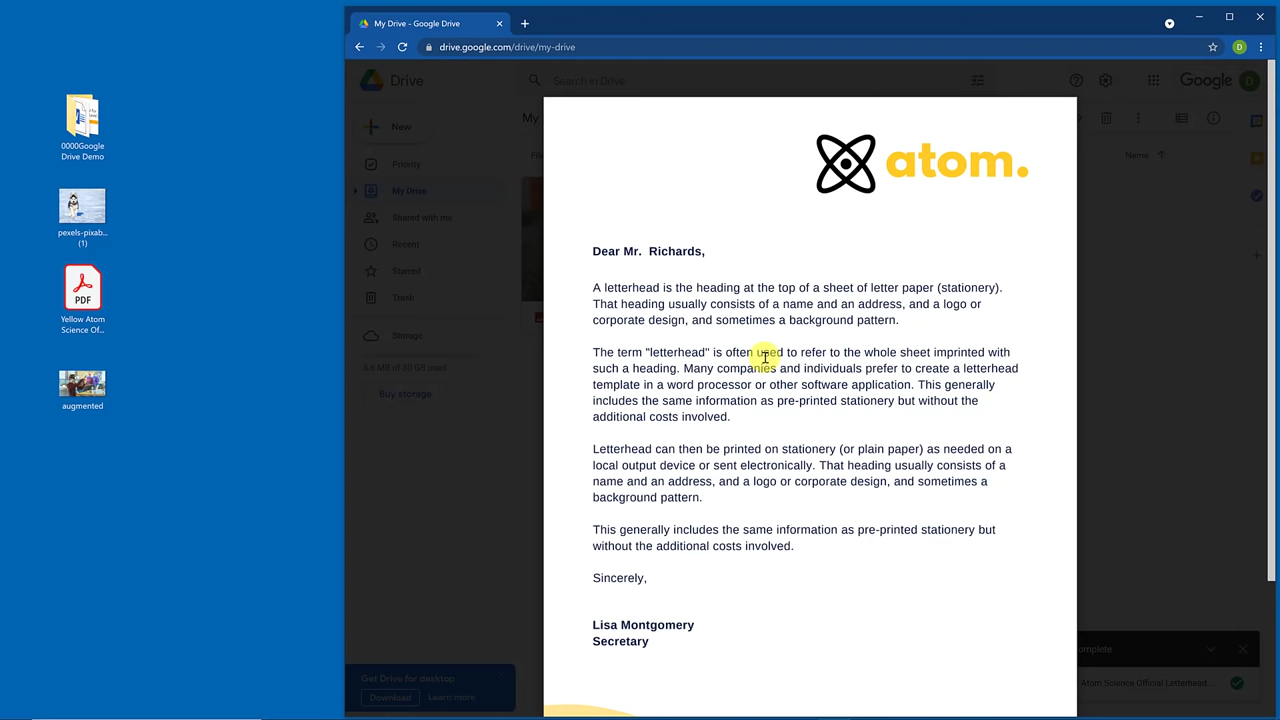 My Drive - Google Drive
drive.google.com/drive/my-drive
D
0000Google
Drive Demo
pexels-pixab...
(1)
PDF
Yellow Atom
Science Of...
augmented
Drive
Search in Drive
Google
D
New
My
Priority
My Drive
Shared with me
Recent
Starred
Trash
Storage
Buy storage
Name
atom.
Dear Mr. Richards,
A letterhead is the heading at the top of a sheet of letter paper (stationery).
That heading usually consists of a name and an address, and a logo or
corporate design, and sometimes a background pattern.
The term "letterhead" is often used to refer to the whole sheet imprinted with
such a heading. Many companies and individuals prefer to create a letterhead
template in a word processor or other software application. This generally
includes the same information as pre-printed stationery but without the
additional costs involved.
Letterhead can then be printed on stationery (or plain paper) as needed on a
local output device or sent electronically. That heading usually consists of a
name and an address, and a logo or corporate design, and sometimes a
background pattern.
This generally includes the same information as pre-printed stationery but
without the additional costs involved.
Sincerely,
Lisa Montgomery
Secretary
Get Drive for desktop
Download
Learn more
omplete
Atom Science Official Letterhead....